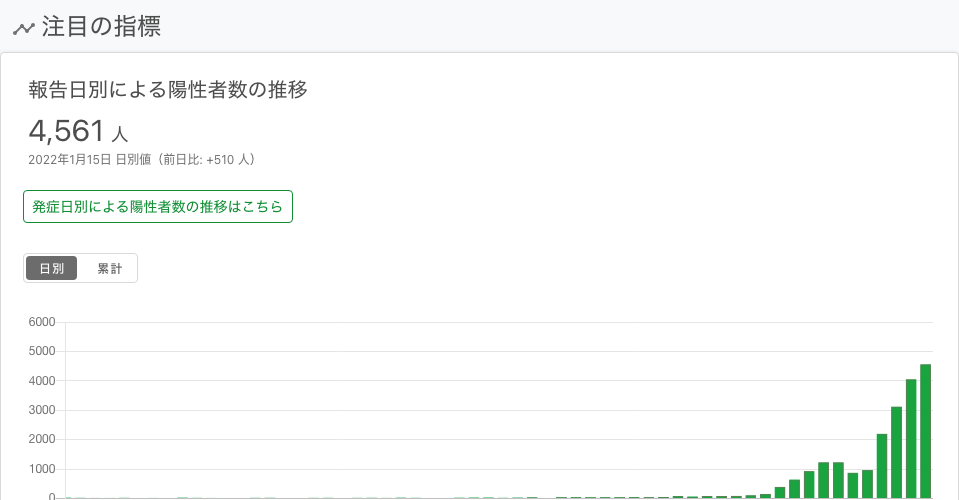 注目の指標
報告日別による陽性者数の推移
4,561 人
2022年1月15日 日別値（前日比: +510 人）
発症日別による陽性者数の推移はこちら
日別 累計
6000
5000
4000
3000
2000
1000
0